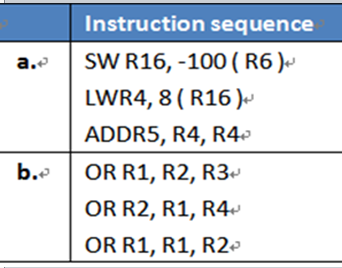 Instruction sequence
a. SW R16, -100 ( R6 )
LWR4, 8 ( R16 )
ADDR5, R4, R4
b. OR R1, R2, R3
OR R2, R1, R4
OR R1, R1, R2